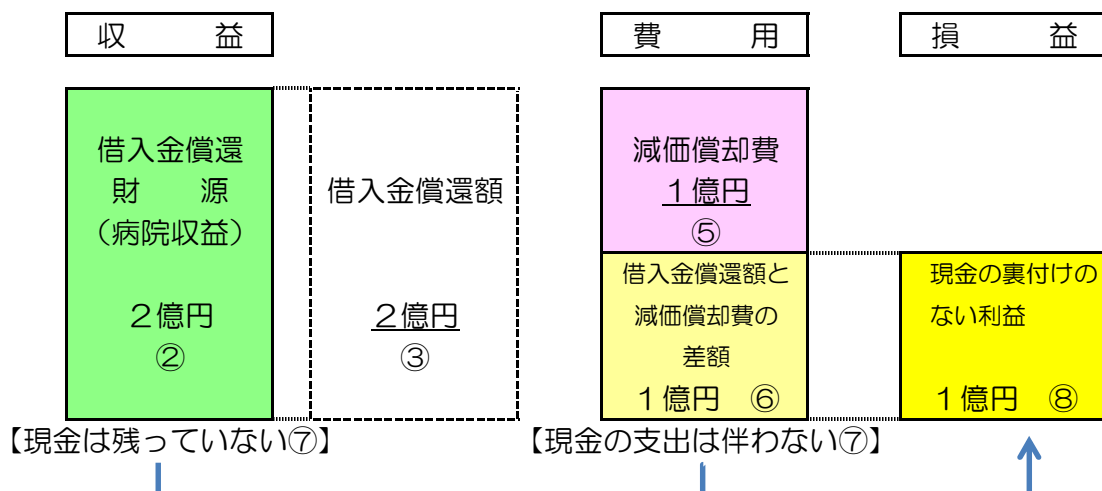 収　益
費　用
損　益
借入金償還
財　源
（病院収益）
２億円
②
借入金償還額
２億円
③
減価償却費
１億円
⑤
借入金償還額と
減価償却費の
差額
１億円　⑥
現金の裏付けの
ない利益
１億円　⑧
【現金は残っていない⑦】
【現金の支出は伴わない⑦】